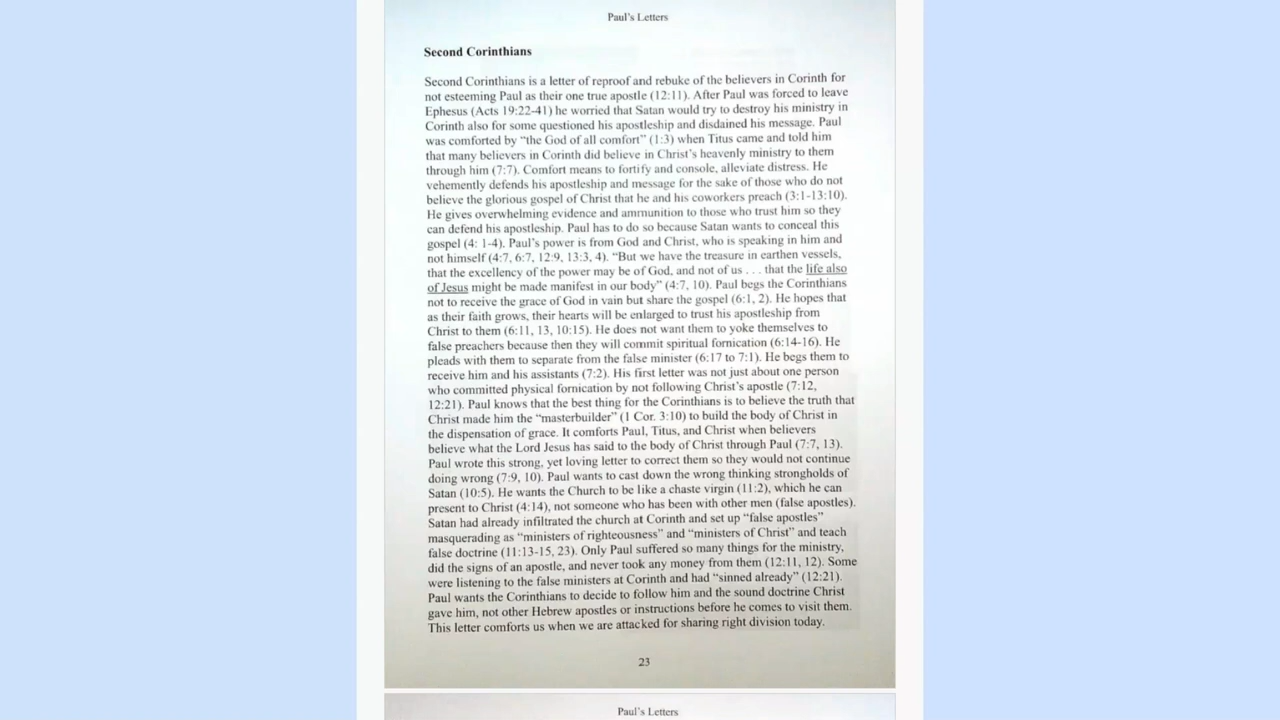 Paul's Letters
Second Corinthians
Second Corinthians is a letter of reproof and rebuke of the believers in Corinth for
not esteeming Paul as their one true apostle (12:11). After Paul was forced to leave
Ephesus (Acts 19:22-41) he worried that Satan would try to destroy his ministry in
Corinth also for some questioned his apostleship and disdained his message. Paul
was comforted by "the God of all comfort" (1:3) when Titus came and told him
that many believers in Corinth did believe in Christ's heavenly ministry to them
through him (7:7). Comfort means to fortify and console, alleviate distress. He
vehemently defends his apostleship and message for the sake of those who do not
believe the glorious gospel of Christ that he and his coworkers preach (3:1-13:10).
He gives overwhelming evidence and ammunition to those who trust him so they
can defend his apostleship. Paul has to do so because Satan wants to conceal this
gospel (4: 1-4). Paul's power is from God and Christ, who is speaking in him and
not himself (4:7, 6:7, 12:9, 13:3, 4). "But we have the treasure in earthen vessels,
that the excellency of the power may be of God, and not of us . . . that the life also
of Jesus might be made manifest in our body" (4:7, 10). Paul begs the Corinthians
not to receive the grace of God in vain but share the gospel (6:1, 2). He hopes that
as their faith grows, their hearts will be enlarged to trust his apostleship from
Christ to them (6:11, 13, 10:15). He does not want them to yoke themselves to
false preachers because then they will commit spiritual fornication (6:14-16). He
pleads with them to separate from the false minister (6:17 to 7:1). He begs them to
receive him and his assistants (7:2). His first letter was not just about one person
who committed physical fornication by not following Christ's apostle (7:12,
12:21). Paul knows that the best thing for the Corinthians is to believe the truth that
Christ made him the "masterbuilder" (1 Cor. 3:10) to build the body of Christ in
the dispensation of grace. It comforts Paul, Titus, and Christ when believers
believe what the Lord Jesus has said to the body of Christ through Paul (7:7, 13).
Paul wrote this strong, yet loving letter to correct them so they would not continue
doing wrong (7:9, 10). Paul wants to cast down the wrong thinking strongholds of
Satan (10:5). He wants the Church to be like a chaste virgin (11:2), which he can
present to Christ (4:14), not someone who has been with other men (false apostles).
Satan had already infiltrated the church at Corinth and set up "false apostles"
masquerading as "ministers of righteousness" and "ministers of Christ" and teach
false doctrine (11:13-15, 23). Only Paul suffered so many things for the ministry,
did the signs of an apostle, and never took any money from them (12:11, 12). Some
were listening to the false ministers at Corinth and had "sinned already" (12:21).
Paul wants the Corinthians to decide to follow him and the sound doctrine Christ
gave him, not other Hebrew apostles or instructions before he comes to visit them.
This letter comforts us when we are attacked for sharing right division today.
23
Paul's Letters